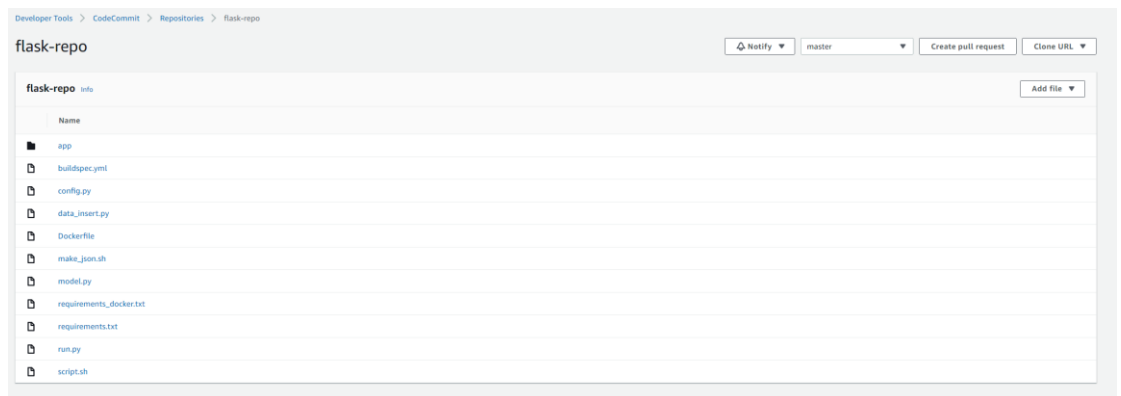 Developer Tools > CodeCommit > Repositories > flask-repo
flask-repo
Notify ▼ master ▼ Create pull request Clone URL ▼
flask-repo Info
Add file ▼
Name
app
buildspec.yml
config.py
data_insert.py
Dockerfile
make_json.sh
model.py
requirements_docker.txt
requirements.txt
run.py
script.sh